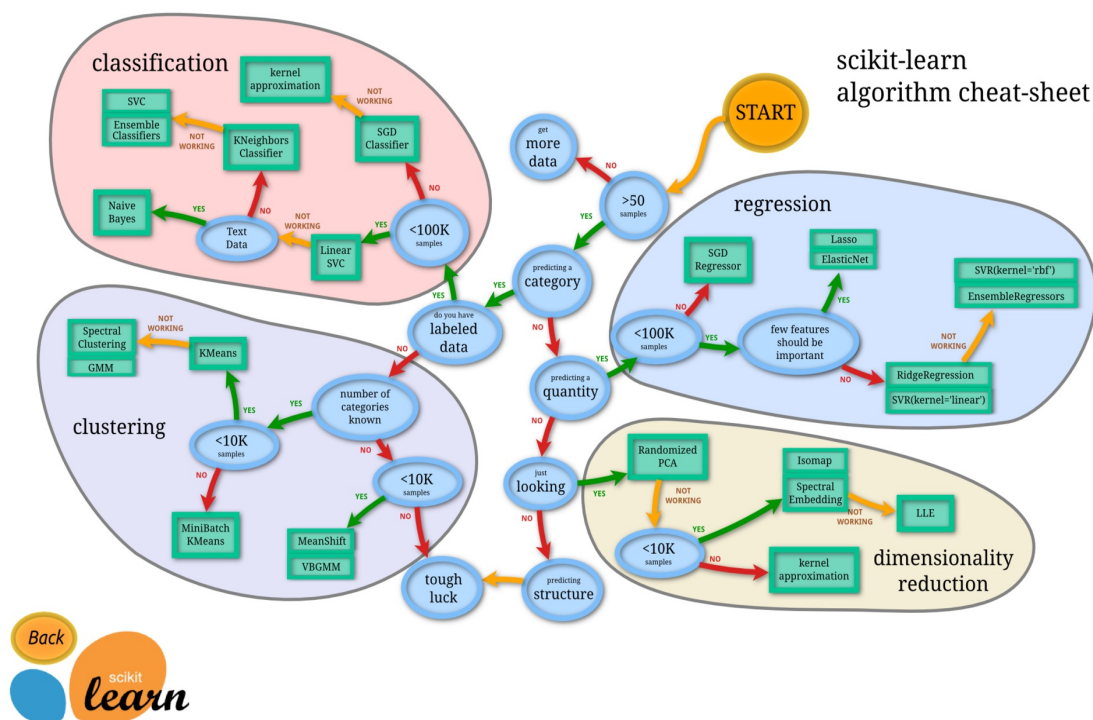 scikit-learn
algorithm cheat-sheet
START
get
more
data
NO
>50
samples
YES
predicting a
category
YES
NO
do you have
labeled
data
YES
NO
predicting a
quantity
YES
NO
just
looking
YES
NO
predicting
structure
tough
luck
classification
kernel
approximation
NOT
WORKING
SGD
Classifier
NO
<100K
samples
YES
Linear
SVC
NOT
WORKING
Text
Data
YES
Naive
Bayes
NO
KNeighbors
Classifier
NOT
WORKING
SVC
Ensemble
Classifiers
regression
<100K
samples
NO
SGD
Regressor
YES
few features
should be
important
YES
Lasso
ElasticNet
NO
RidgeRegression
SVR(kernel='linear')
NOT
WORKING
SVR(kernel='rbf')
EnsembleRegressors
clustering
number of
categories
known
YES
<10K
samples
YES
KMeans
NOT
WORKING
Spectral
Clustering
GMM
NO
MiniBatch
KMeans
NO
<10K
samples
YES
MeanShift
VBGMM
NO
dimensionality
reduction
Randomized
PCA
NOT
WORKING
<10K
samples
YES
Isomap
Spectral
Embedding
NOT
WORKING
LLE
NO
kernel
approximation
Back
scikit
learn